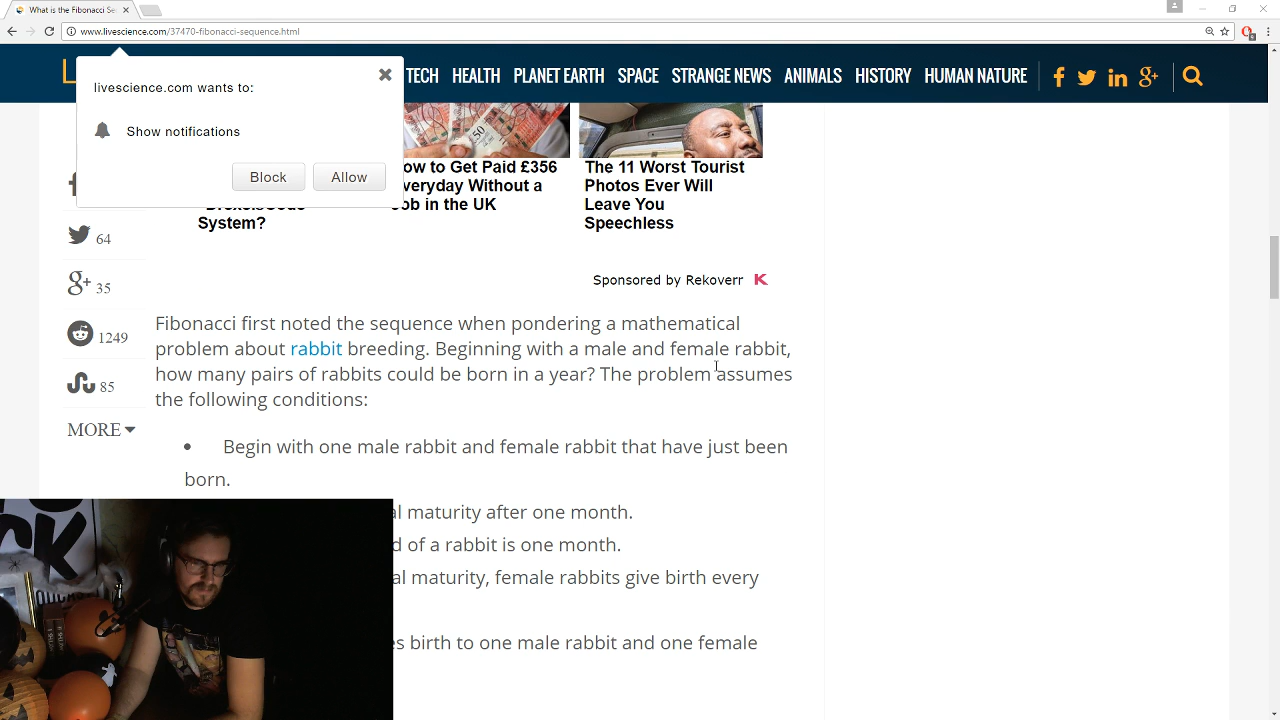 What is the Fibonacci Se
www.livescience.com/37470-fibonacci-sequence.html
livescience.com wants to:
Show notifications
Block Allow
TECH HEALTH PLANET EARTH SPACE STRANGE NEWS ANIMALS HISTORY HUMAN NATURE
System?
ow to Get Paid £356
veryday Without a
ob in the UK
The 11 Worst Tourist
Photos Ever Will
Leave You
Speechless
Sponsored by Rekoverr K
64
35
1249
85
MORE
Fibonacci first noted the sequence when pondering a mathematical
problem about rabbit breeding. Beginning with a male and female rabbit,
how many pairs of rabbits could be born in a year? The problem assumes
the following conditions:
• Begin with one male rabbit and female rabbit that have just been
born.
al maturity after one month.
d of a rabbit is one month.
al maturity, female rabbits give birth every
es birth to one male rabbit and one female